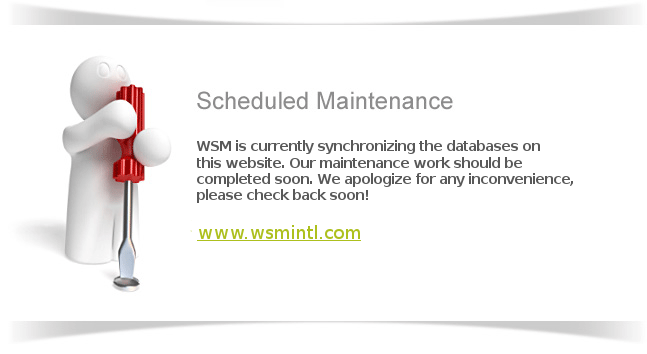 Scheduled Maintenance
WSM is currently synchronizing the databases on
this website. Our maintenance work should be
completed soon. We apologize for any inconvenience,
please check back soon!
www.wsmintl.com